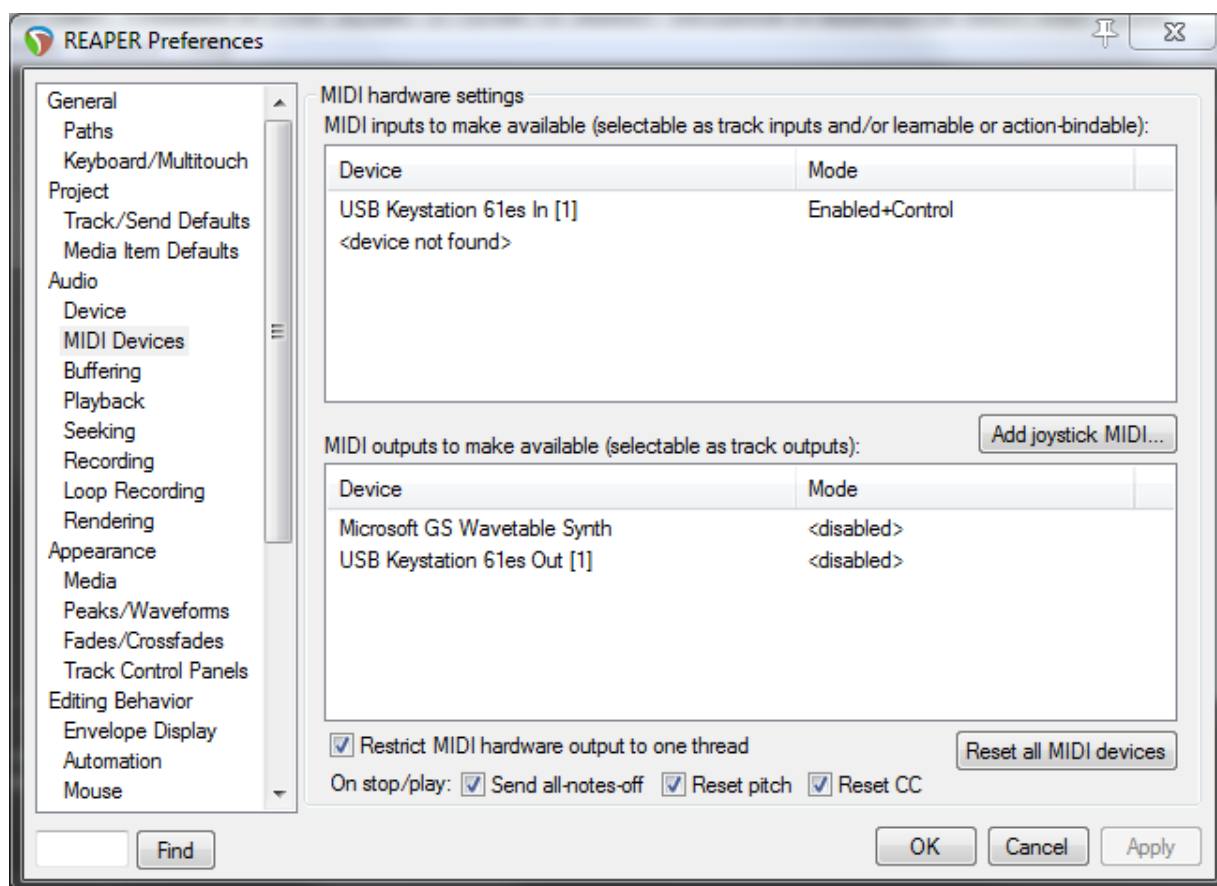 REAPER Preferences
General
Paths
Keyboard/Multitouch
Project
Track/Send Defaults
Media Item Defaults
Audio
Device
MIDI Devices
Buffering
Playback
Seeking
Recording
Loop Recording
Rendering
Appearance
Media
Peaks/Waveforms
Fades/Crossfades
Track Control Panels
Editing Behavior
Envelope Display
Automation
Mouse
Find
MIDI hardware settings
MIDI inputs to make available (selectable as track inputs and/or learnable or action-bindable):
Device Mode
USB Keystation 61es In [1] Enabled+Control
<device not found>
Add joystick MIDI...
MIDI outputs to make available (selectable as track outputs):
Device Mode
Microsoft GS Wavetable Synth <disabled>
USB Keystation 61es Out [1] <disabled>
Restrict MIDI hardware output to one thread
Reset all MIDI devices
On stop/play: Send all-notes-off Reset pitch Reset CC
OK Cancel Apply